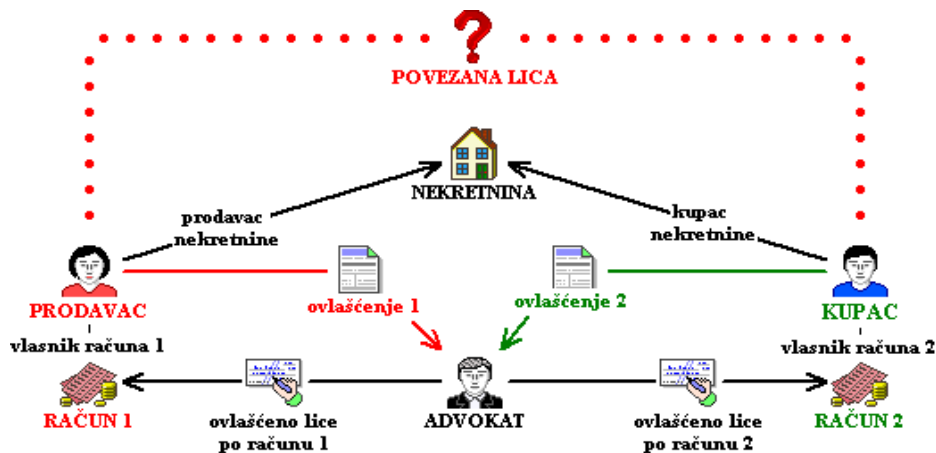 ?
POVEZANA LICA
NEKRETNINA
prodavac
nekretnine
kupac
nekretnine
PRODAVAC
ovlašćenje 1
ovlašćenje 2
KUPAC
vlasnik računa 1
vlasnik računa 2
RAČUN 1
ovlašćeno lice
po računu 1
ADVOKAT
ovlašćeno lice
po računu 2
RAČUN 2